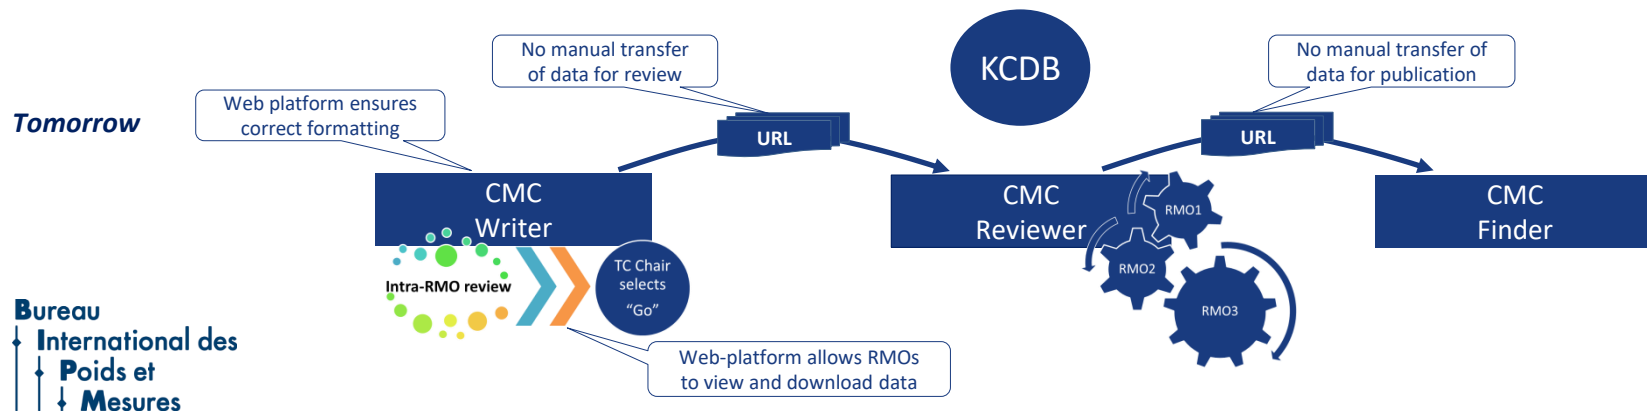 No manual transfer
of data for review
KCDB
No manual transfer of
data for publication
Web platform ensures
correct formatting
Tomorrow
URL
URL
CMC
Writer
CMC
Reviewer
CMC
Finder
RMO1
RMO2
RMO3
Intra-RMO review
TC Chair
selects
“Go”
Web-platform allows RMOs
to view and download data
Bureau
International des
Poids et
Mesures